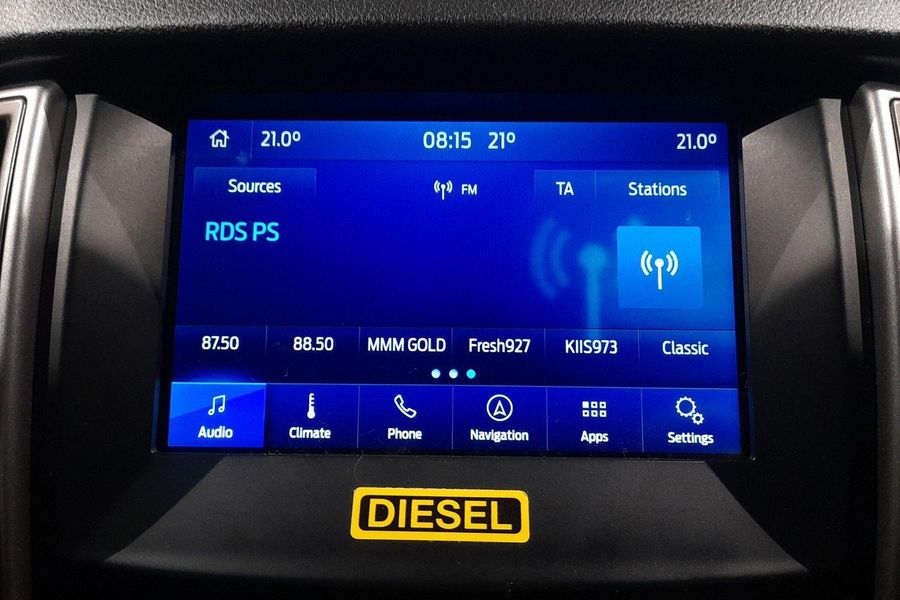 21.0° 08:15 21° 21.0°
Sources FM TA Stations
RDS PS
87.50 88.50 MMM GOLD Fresh927 KIIS973 Classic
Audio Climate Phone Navigation Apps Settings
DIESEL